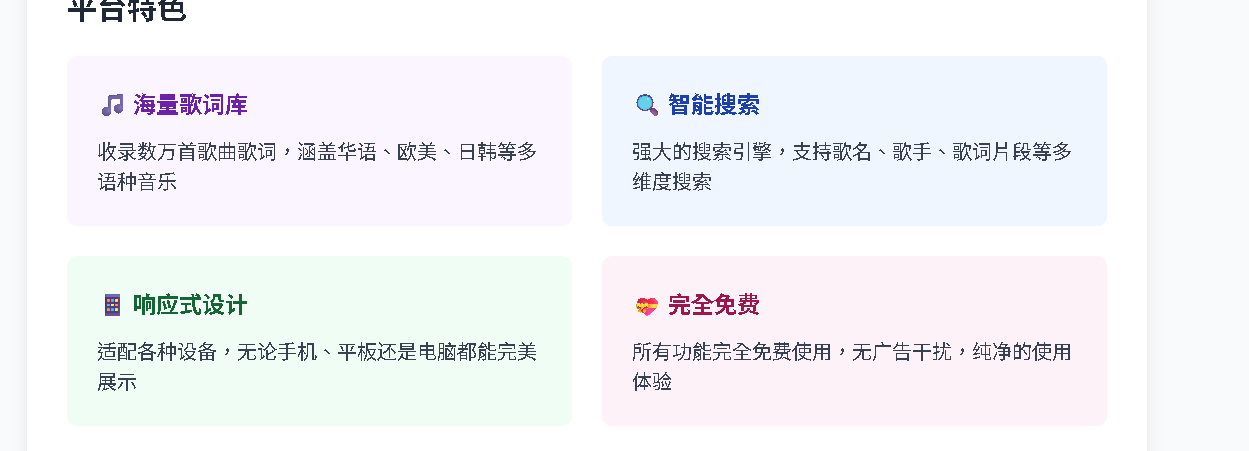 平台特色
海量歌词库
收录数万首歌曲歌词，涵盖华语、欧美、日韩等多
语种音乐
智能搜索
强大的搜索引擎，支持歌名、歌手、歌词片段等多
维度搜索
响应式设计
适配各种设备，无论手机、平板还是电脑都能完美
展示
完全免费
所有功能完全免费使用，无广告干扰，纯净的使用
体验